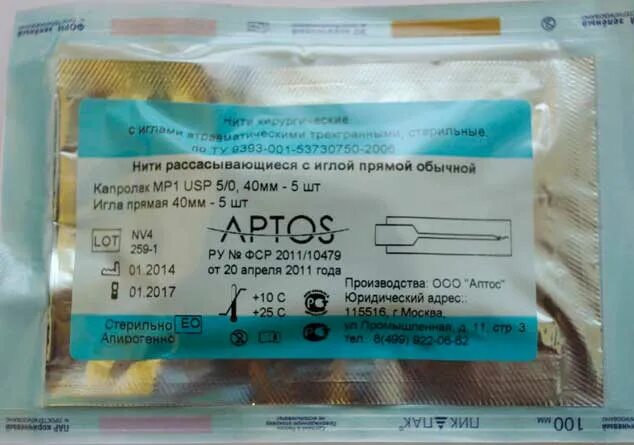 Нити хирургические
с иглами атравматическими трехгранными, стерильные,
по ТУ 9393-001-53730750-2006
Нити рассасывающиеся с иглой прямой обычной
Капролак МР1 USP 5/0, 40мм - 5 шт
Игла прямая 40мм - 5 шт
APTOS
LOT NV4
259-1
РУ № ФСР 2011/10479
от 20 апреля 2011 года
01.2014
01.2017
+10 С
+25 С
Производства: ООО "Аптос"
Юридический адрес:
115516, г Москва,
ул Промышленная, д. 11, стр. 3
тел.: 8(499) 922-06-62
Стерильно EO
Апирогенно
ПАР коричневый
ПИК ПАК
100 мм